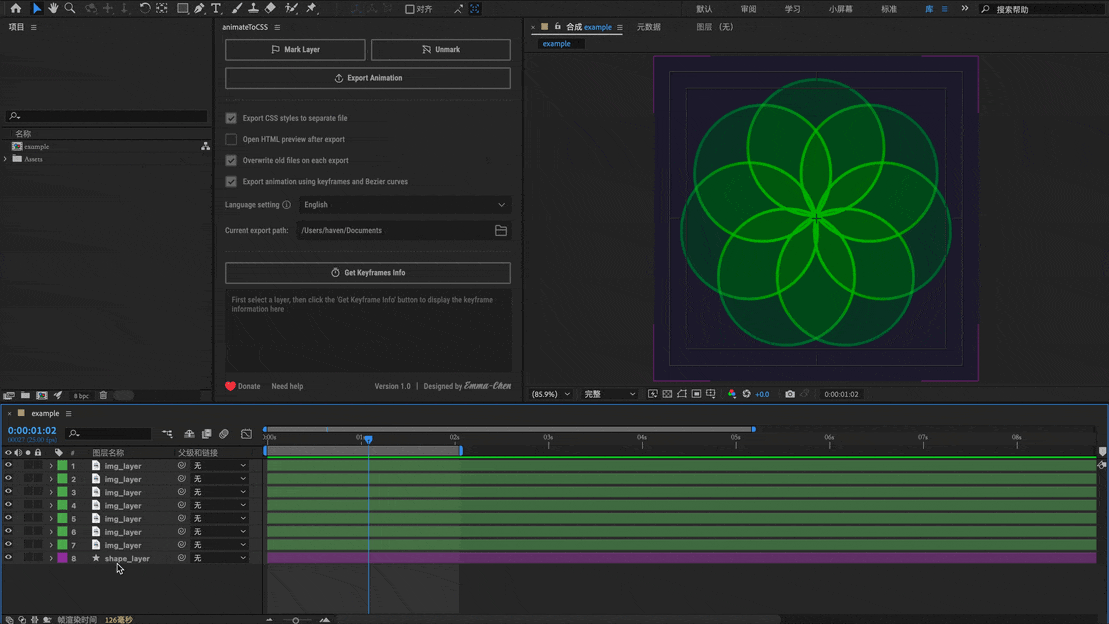 对齐
默认
审阅
学习
小屏幕
标准
库
搜索帮助
项目
名称
example
Assets
8 bpc
animateToCSS
Mark Layer
Unmark
Export Animation
Export CSS styles to separate file
Open HTML preview after export
Overwrite old files on each export
Export animation using keyframes and Bezier curves
Language setting
English
Current export path:
/Users/haven/Documents
Get Keyframes Info
First select a layer, then click the 'Get Keyframe Info' button to display the keyframe
information here
Donate
Need help
Version 1.0
Designed by Emma-Chen
合成 example
元数据
图层 (无)
example
(85.9%)
完整
+0.0
0:00:01:02
example
0:00:01:02
00027 (25.00 fps)
# 图层名称
父级和链接
:00s
01s
02s
03s
04s
05s
06s
07s
08s
1 img_layer 无
2 img_layer 无
3 img_layer 无
4 img_layer 无
5 img_layer 无
6 img_layer 无
7 img_layer 无
8 shape_layer 无
帧渲染时间 126毫秒